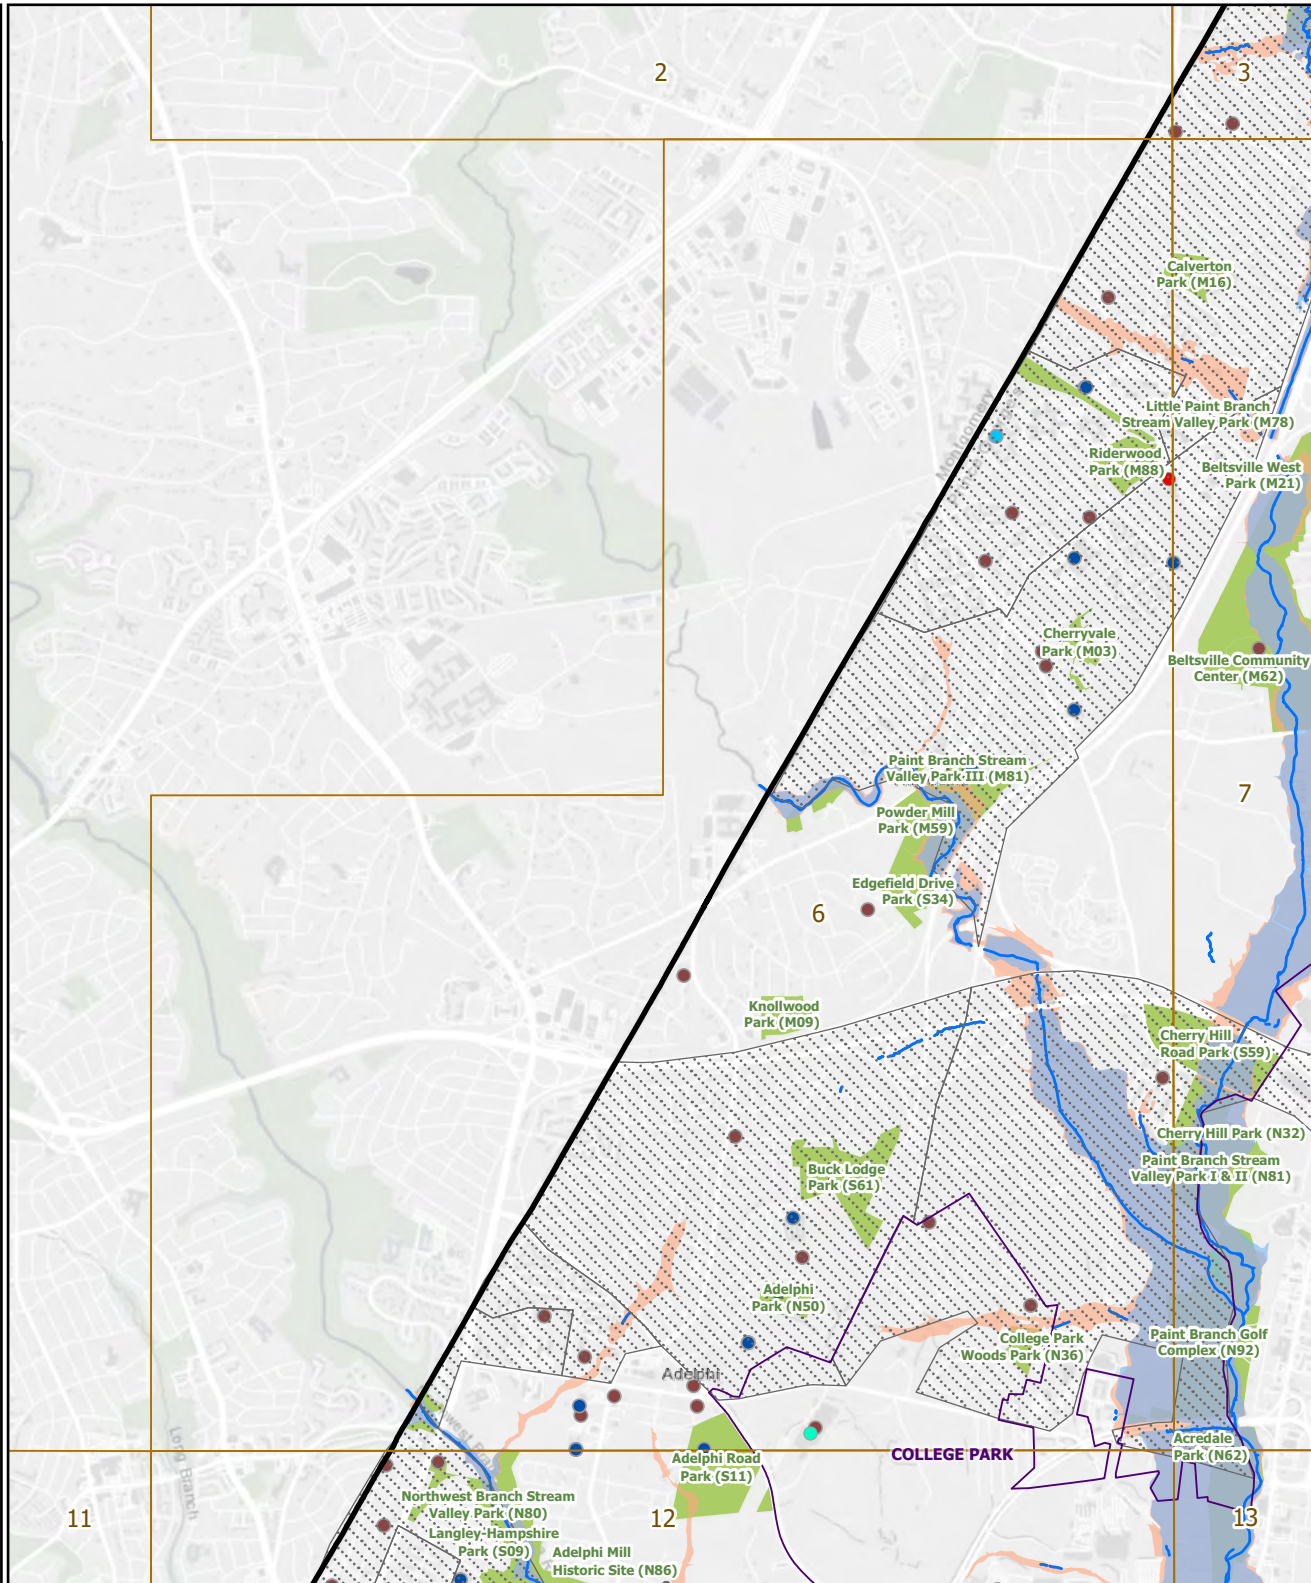 2
3
Calverton
Park (M16)
Little Paint Branch
Stream Valley Park (M78)
Riderwood
Park (M88)
Beltsville West
Park (M21)
Montgomery
Cherryvale
Park (M03)
Beltsville Community
Center (M62)
Paint Branch Stream
Valley Park III (M81)
7
Powder Mill
Park (M59)
Edgefield Drive
Park (S34)
6
Knollwood
Park (M09)
Cherry Hill
Road Park (S59)
Cherry Hill Park (N32)
Paint Branch Stream
Valley Park I & II (N81)
Buck Lodge
Park (S61)
Adelphi
Park (N50)
College Park
Woods Park (N36)
Paint Branch Golf
Complex (N92)
Adelphi
Long Branch
COLLEGE PARK
Acredale
Park (N62)
Adelphi Road
Park (S11)
Northwest Branch Stream
Valley Park (N80)
11
12
13
Langley-Hampshire
Park (S09)
Adelphi Mill
Historic Site (N86)